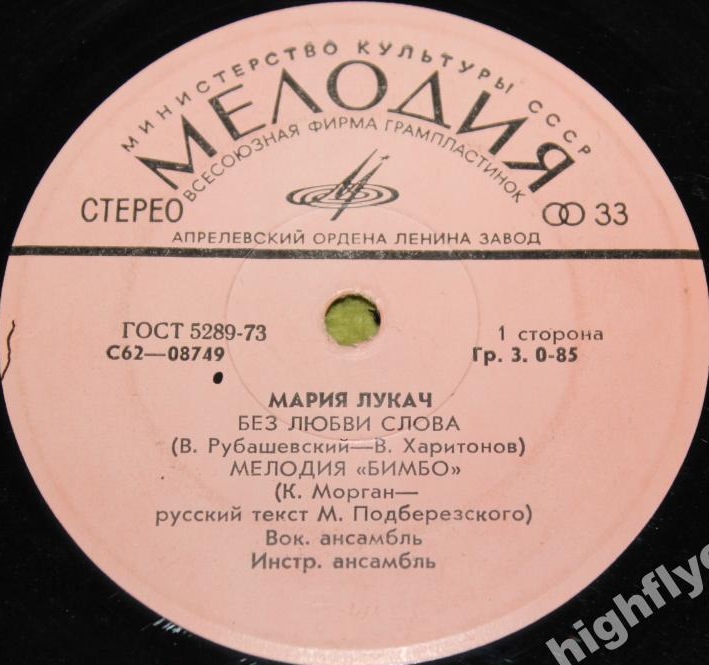 МИНИСТЕРСТВО КУЛЬТУРЫ СССР
МЕЛОДИЯ
ВСЕСОЮЗНАЯ ФИРМА ГРАМПЛАСТИНОК
СТЕРЕО
33
АПРЕЛЕВСКИЙ ОРДЕНА ЛЕНИНА ЗАВОД
ГОСТ 5289-73
1 сторона
С62—08749
Гр. 3. 0-85
МАРИЯ ЛУКАЧ
БЕЗ ЛЮБВИ СЛОВА
(В. Рубашевский—В. Харитонов)
МЕЛОДИЯ «БИМБО»
(К. Морган—
русский текст М. Подберезского)
Вок. ансамбль
Инстр. ансамбль